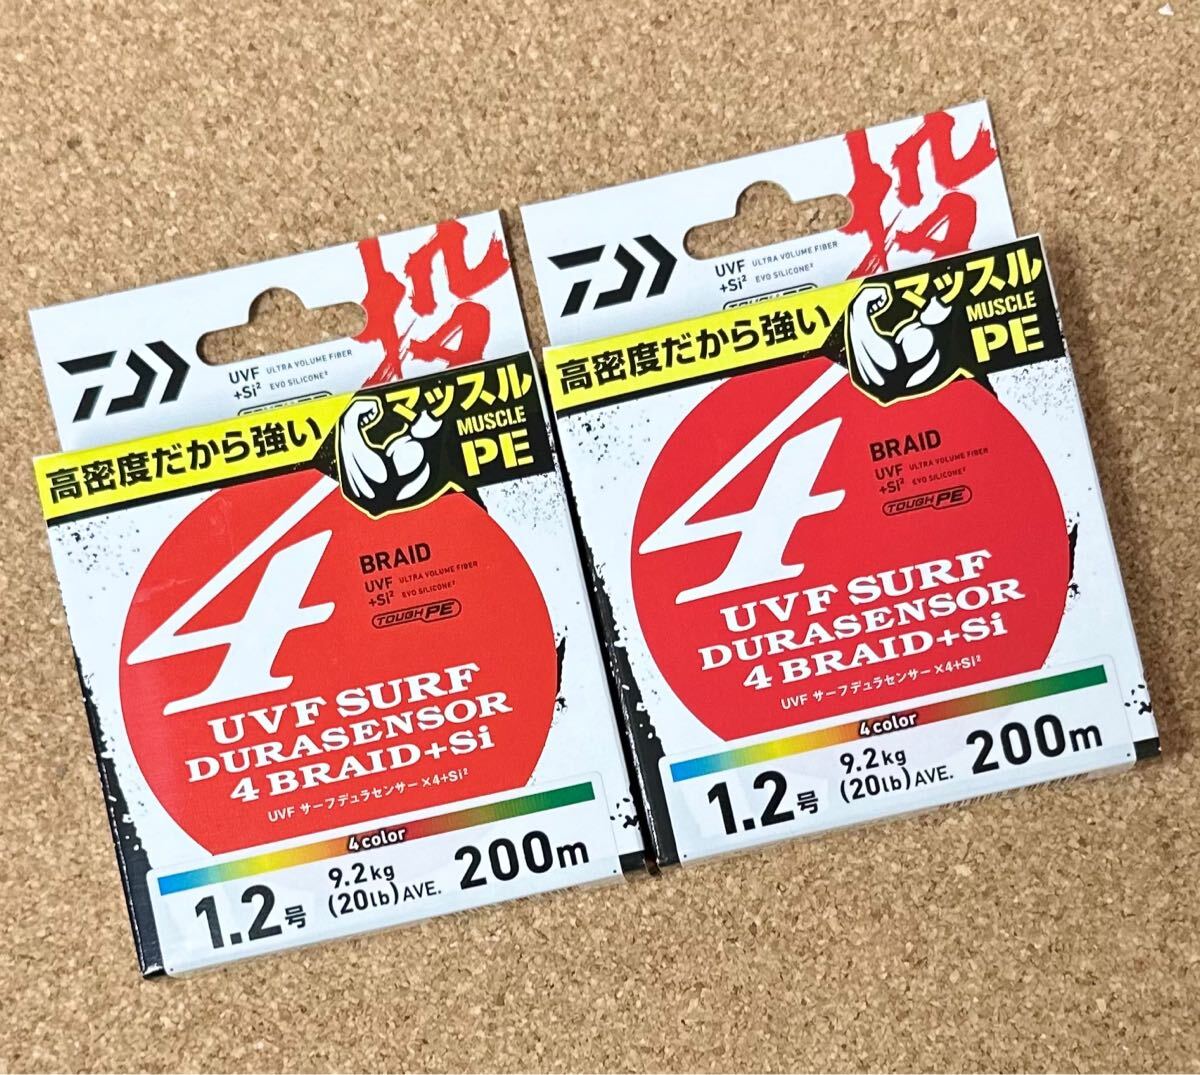 投
UVF ULTRA VOLUME FIBER
+Si² EVO SILICONE²
TOUGH PE
高密度だから強い
マッスル
MUSCLE
PE
4
BRAID
UVF ULTRA VOLUME FIBER
+Si² EVO SILICONE²
TOUGH PE
UVF SURF
DURASENSOR
4 BRAID+Si
UVF サーフデュラセンサー×4+Si²
4color
1.2号
9.2kg
(20lb)AVE.
200m
投
UVF ULTRA VOLUME FIBER
+Si² EVO SILICONE²
TOUGH PE
高密度だから強い
マッスル
MUSCLE
PE
4
BRAID
UVF ULTRA VOLUME FIBER
+Si² EVO SILICONE²
TOUGH PE
UVF SURF
DURASENSOR
4 BRAID+Si
UVF サーフデュラセンサー×4+Si²
4color
1.2号
9.2kg
(20lb)AVE.
200m